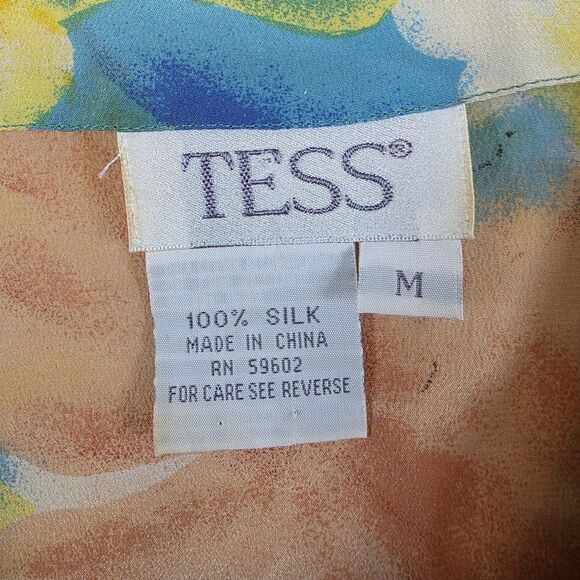 TESS®
M
100% SILK
MADE IN CHINA
RN 59602
FOR CARE SEE REVERSE